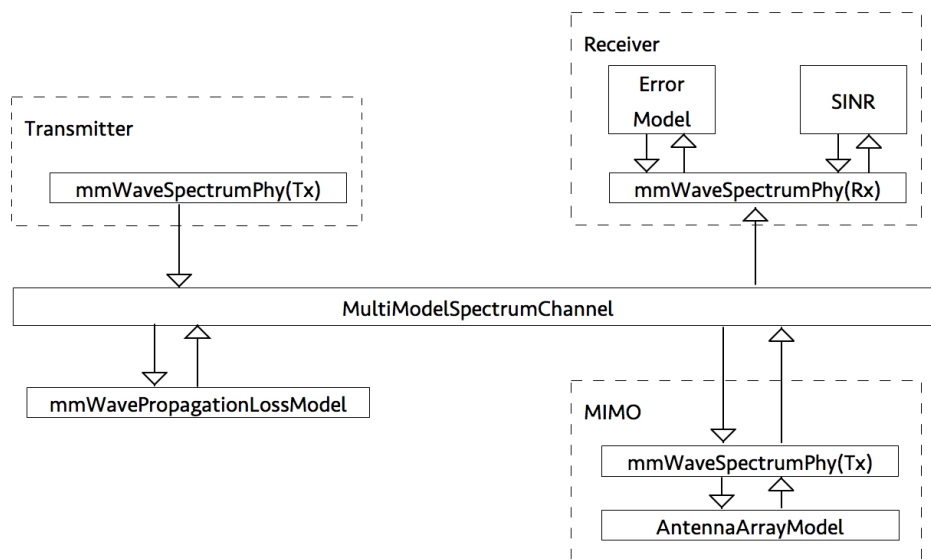 Receiver
Error
Model
SINR
Transmitter
mmWaveSpectrumPhy(Tx)
mmWaveSpectrumPhy(Rx)
MultiModelSpectrumChannel
mmWavePropagationLossModel
MIMO
mmWaveSpectrumPhy(Tx)
AntennaArrayModel